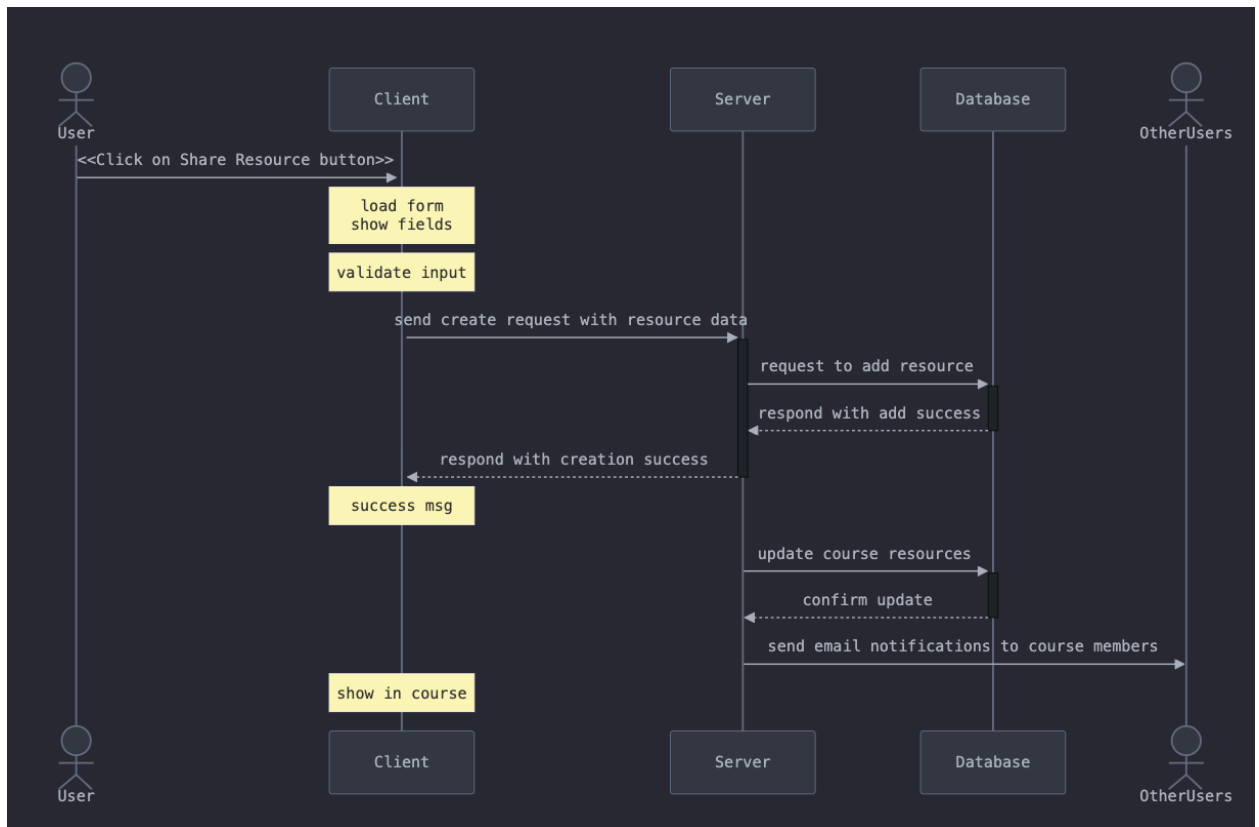 Client
Server
Database
User
OtherUsers
<<Click on Share Resource button>>
load form
show fields
validate input
send create request with resource data
request to add resource
respond with add success
respond with creation success
success msg
update course resources
confirm update
send email notifications to course members
show in course
Client
Server
Database
User
OtherUsers